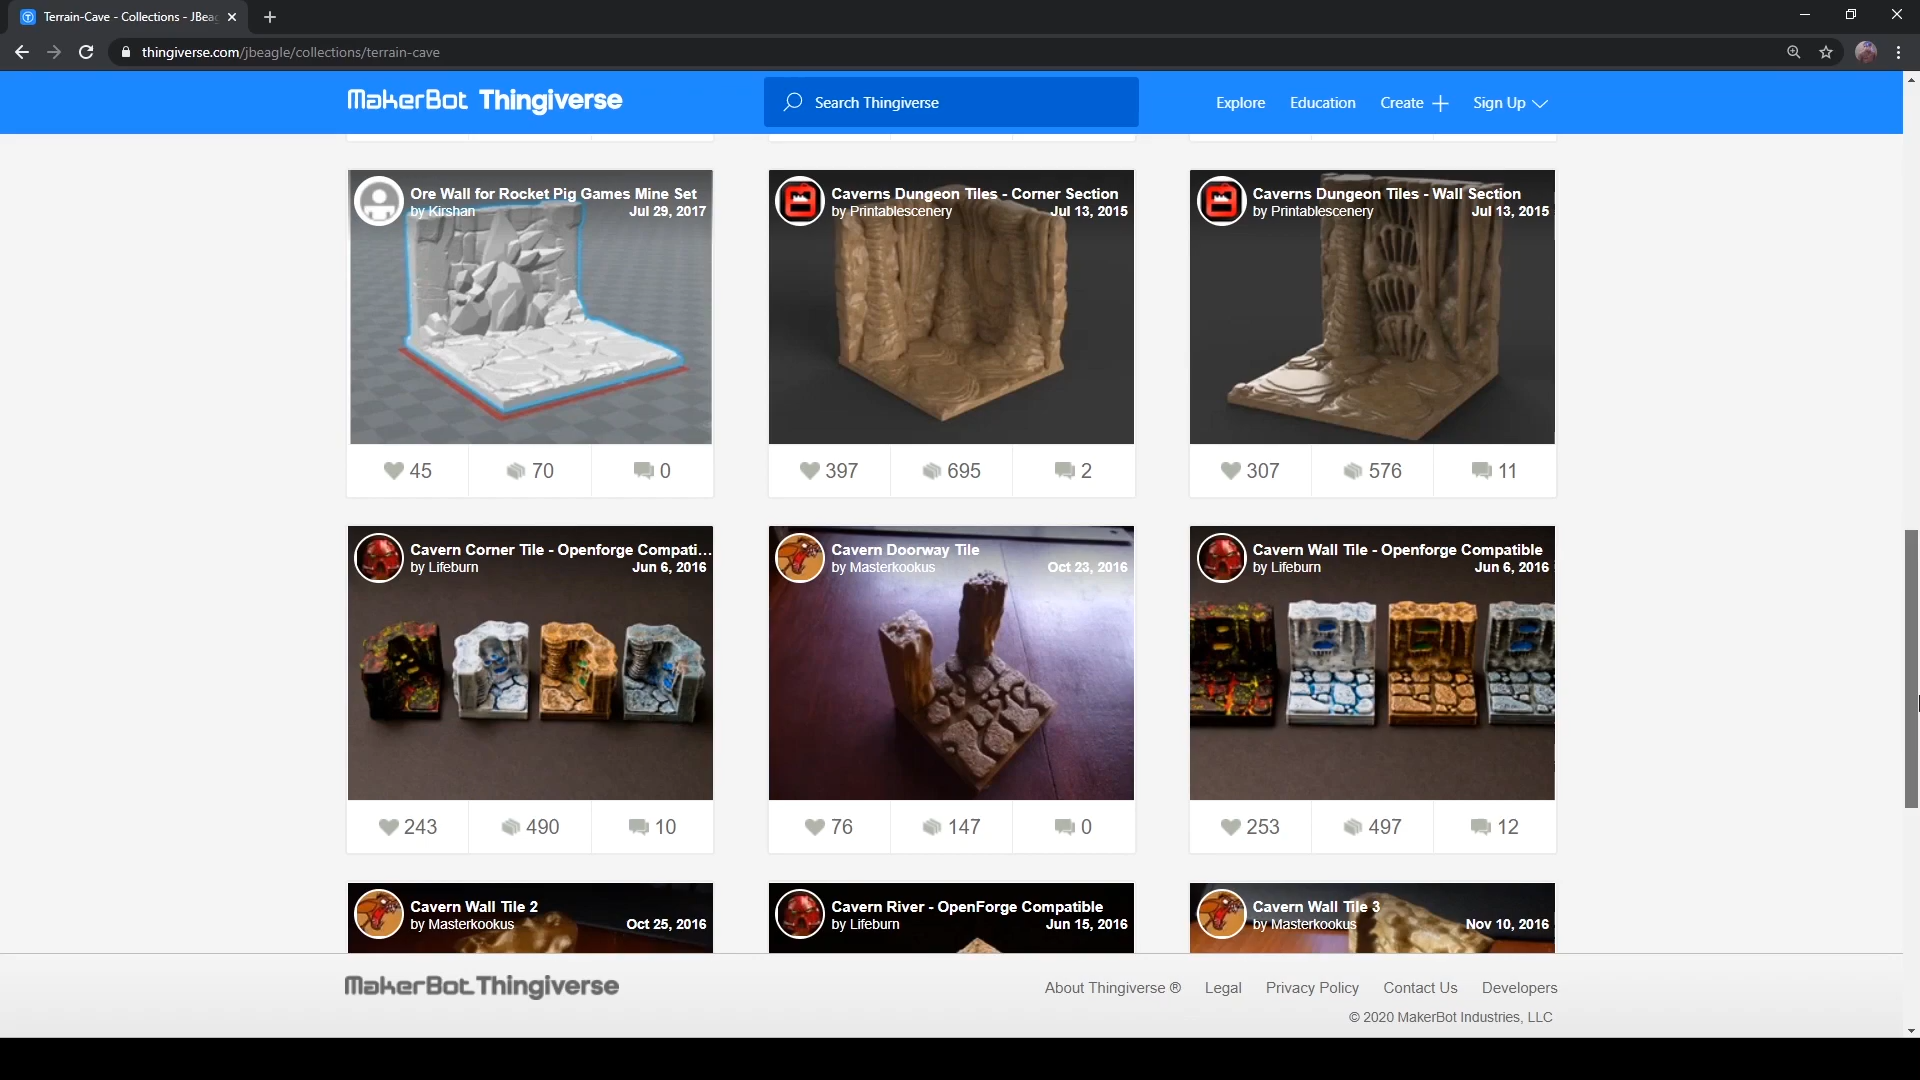 Terrain-Cave - Collections - JBeag
thingiverse.com/jbeagle/collections/terrain-cave
MakerBot Thingiverse
Search Thingiverse
Explore
Education
Create
Sign Up
Ore Wall for Rocket Pig Games Mine Set
by Kirshan Jul 29, 2017
45 70 0
Caverns Dungeon Tiles - Corner Section
by Printablescenery Jul 13, 2015
397 695 2
Caverns Dungeon Tiles - Wall Section
by Printablescenery Jul 13, 2015
307 576 11
Cavern Corner Tile - Openforge Compati...
by Lifeburn Jun 6, 2016
243 490 10
Cavern Doorway Tile
by Masterkookus Oct 23, 2016
76 147 0
Cavern Wall Tile - Openforge Compatible
by Lifeburn Jun 6, 2016
253 497 12
Cavern Wall Tile 2
by Masterkookus Oct 25, 2016
Cavern River - OpenForge Compatible
by Lifeburn Jun 15, 2016
Cavern Wall Tile 3
by Masterkookus Nov 10, 2016
MakerBot Thingiverse
About Thingiverse ® Legal Privacy Policy Contact Us Developers
© 2020 MakerBot Industries, LLC